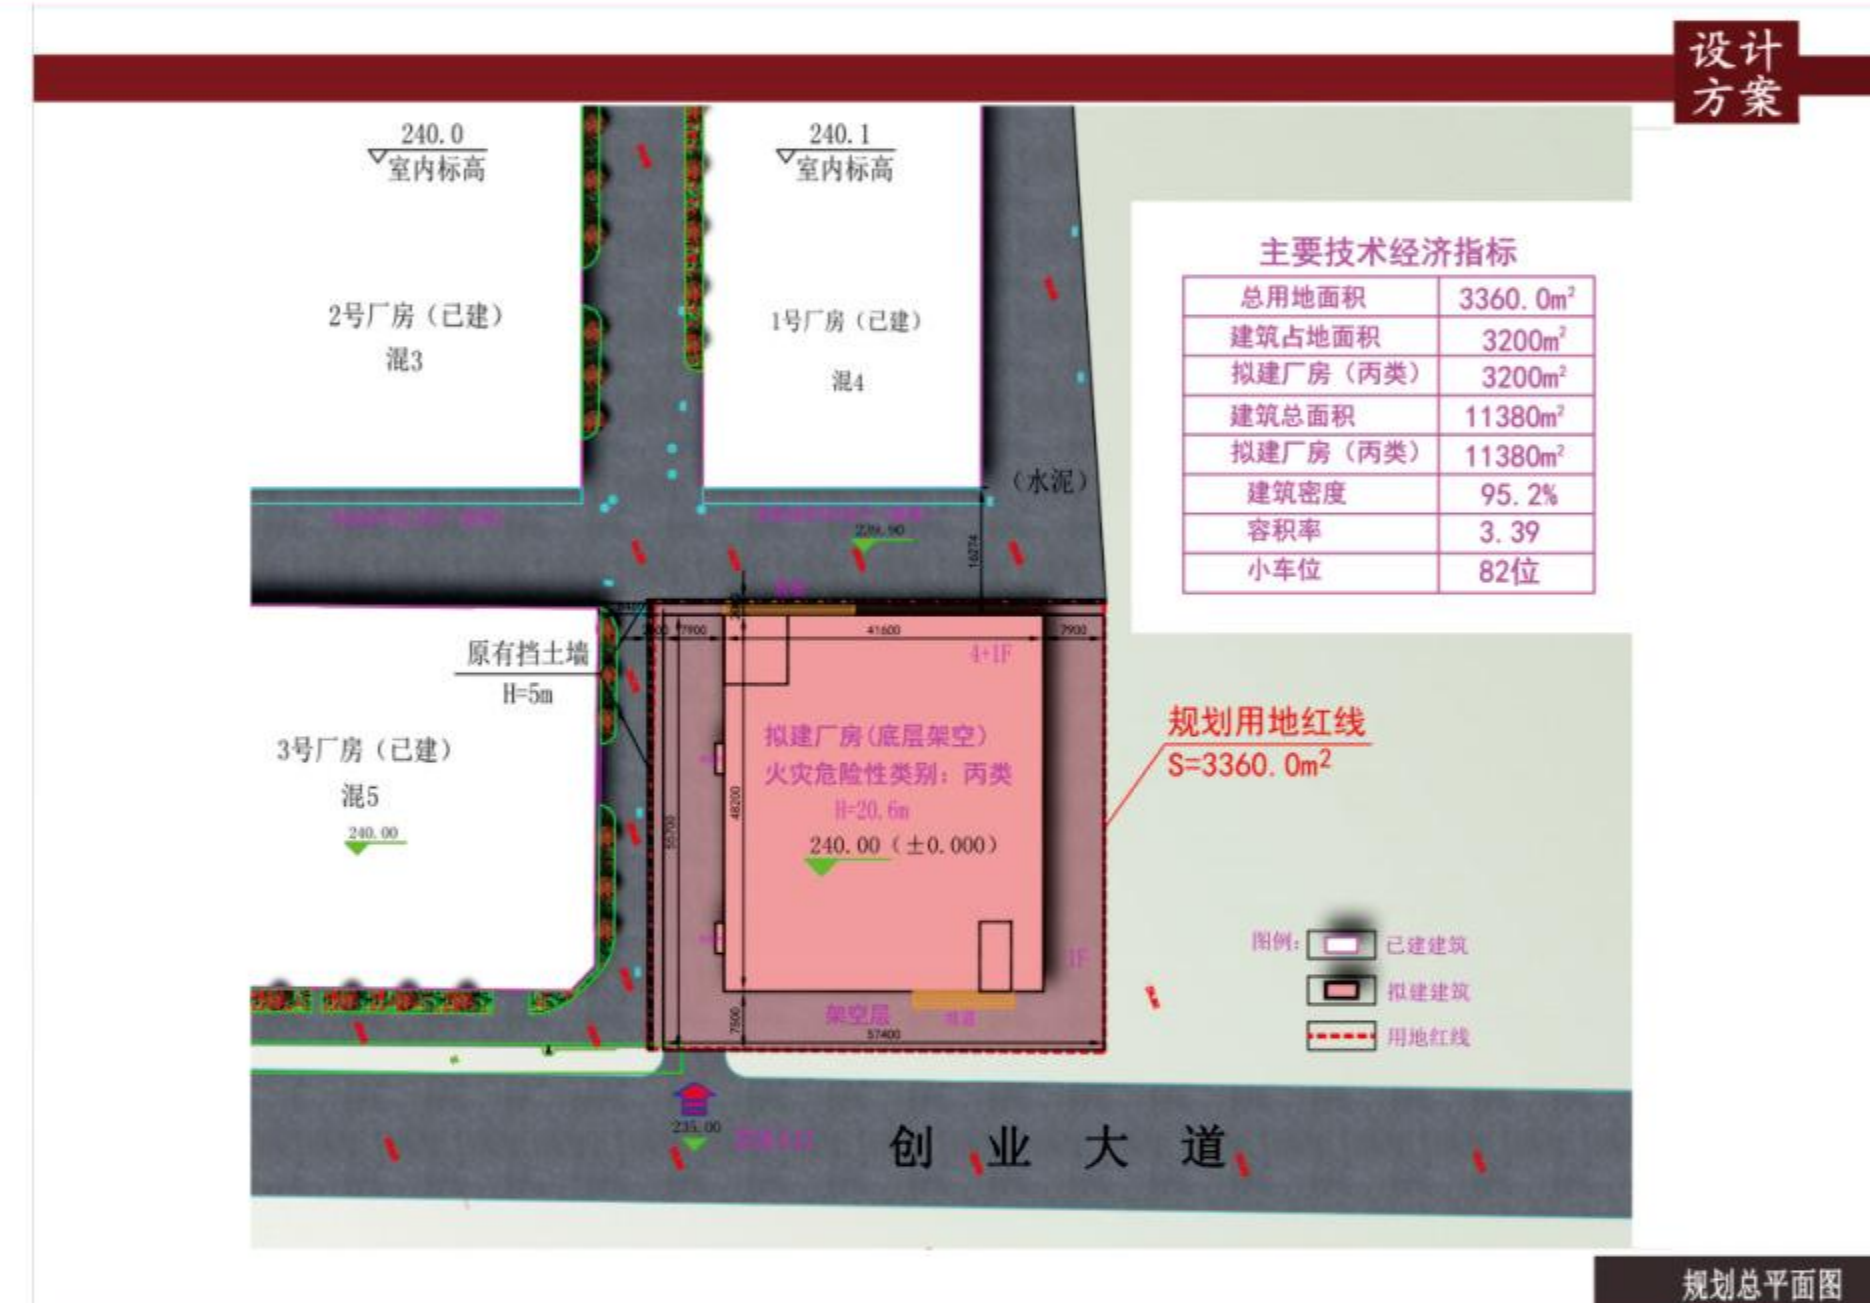 设计
方案
240.0
室内标高
240.1
室内标高
2号厂房（已建）
混3
1号厂房（已建）
混4
（水泥）
239.90
16274
主要技术经济指标
总用地面积 3360.0m²
建筑占地面积 3200m²
拟建厂房（丙类） 3200m²
建筑总面积 11380m²
拟建厂房（丙类） 11380m²
建筑密度 95.2%
容积率 3.39
小车位 82位
原有挡土墙
H=5m
7900
41600
7900
4+1F
3号厂房（已建）
混5
240.00
拟建厂房(底层架空)
火灾危险性类别：丙类
H=20.6m
240.00（±0.000）
48200
规划用地红线
S=3360.0m²
1F
架空层
7500
57400
图例：
已建建筑
拟建建筑
用地红线
235.00
创业大道
规划总平面图